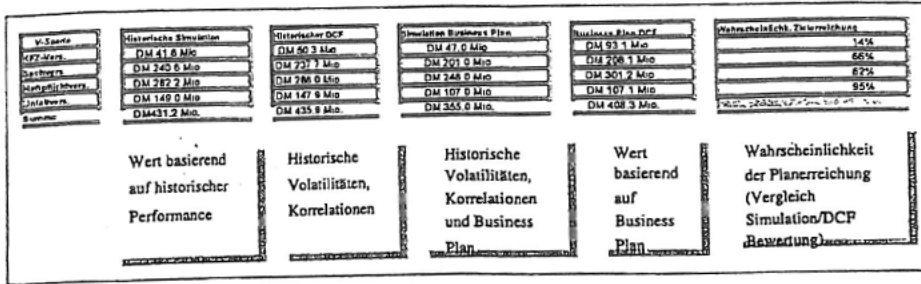 V-Sparte
KFZ-Vers.
Sachvers.
Haftpflichtvers.
Unfallvers.
Summe
Historische Simulation
DM 41.6 Mio
DM 240.6 Mio
DM 282.2 Mio
DM 149.0 Mio
DM431.2 Mio.
Historischer DCF
DM 50.3 Mio
DM 237.7 Mio
DM 288.0 Mio
DM 147.9 Mio
DM 435.9 Mio.
Simulation Business Plan
DM 47.0 Mio
DM 201.0 Mio
DM 248.0 Mio
DM 107.0 Mio
DM 355.0 Mio.
Business Plan DCF
DM 93.1 Mio
DM 208.1 Mio
DM 301.2 Mio
DM 107.1 Mio
DM 408.3 Mio.
Wahrscheinlichk. Zielerreichung
14%
66%
62%
95%
Wert basierend
auf historischer
Performance
Historische
Volatilitäten,
Korrelationen
Historische
Volatilitäten,
Korrelationen
und Business
Plan
Wert
basierend
auf
Business
Plan
Wahrscheinlichkeit
der Planerreichung
(Vergleich
Simulation/DCF
Bewertung)